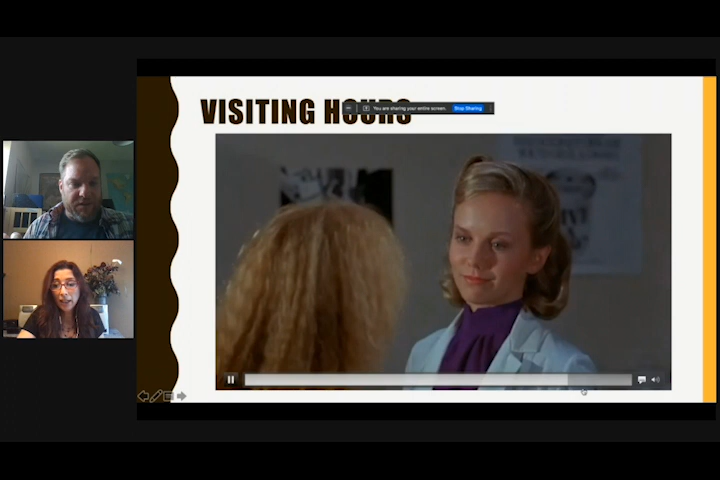 VISITING HOURS
You are sharing your entire screen. Stop Sharing